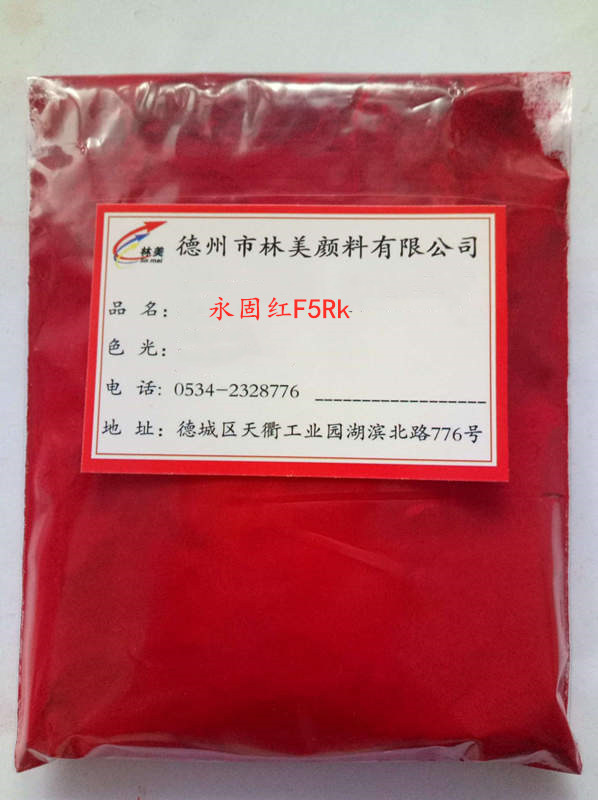 林美
lin mei
德州市林美颜料有限公司
品 名： 永固红F5Rk
色 光：
电 话: 0534-2328776
地 址： 德城区天衢工业园湖滨北路776号